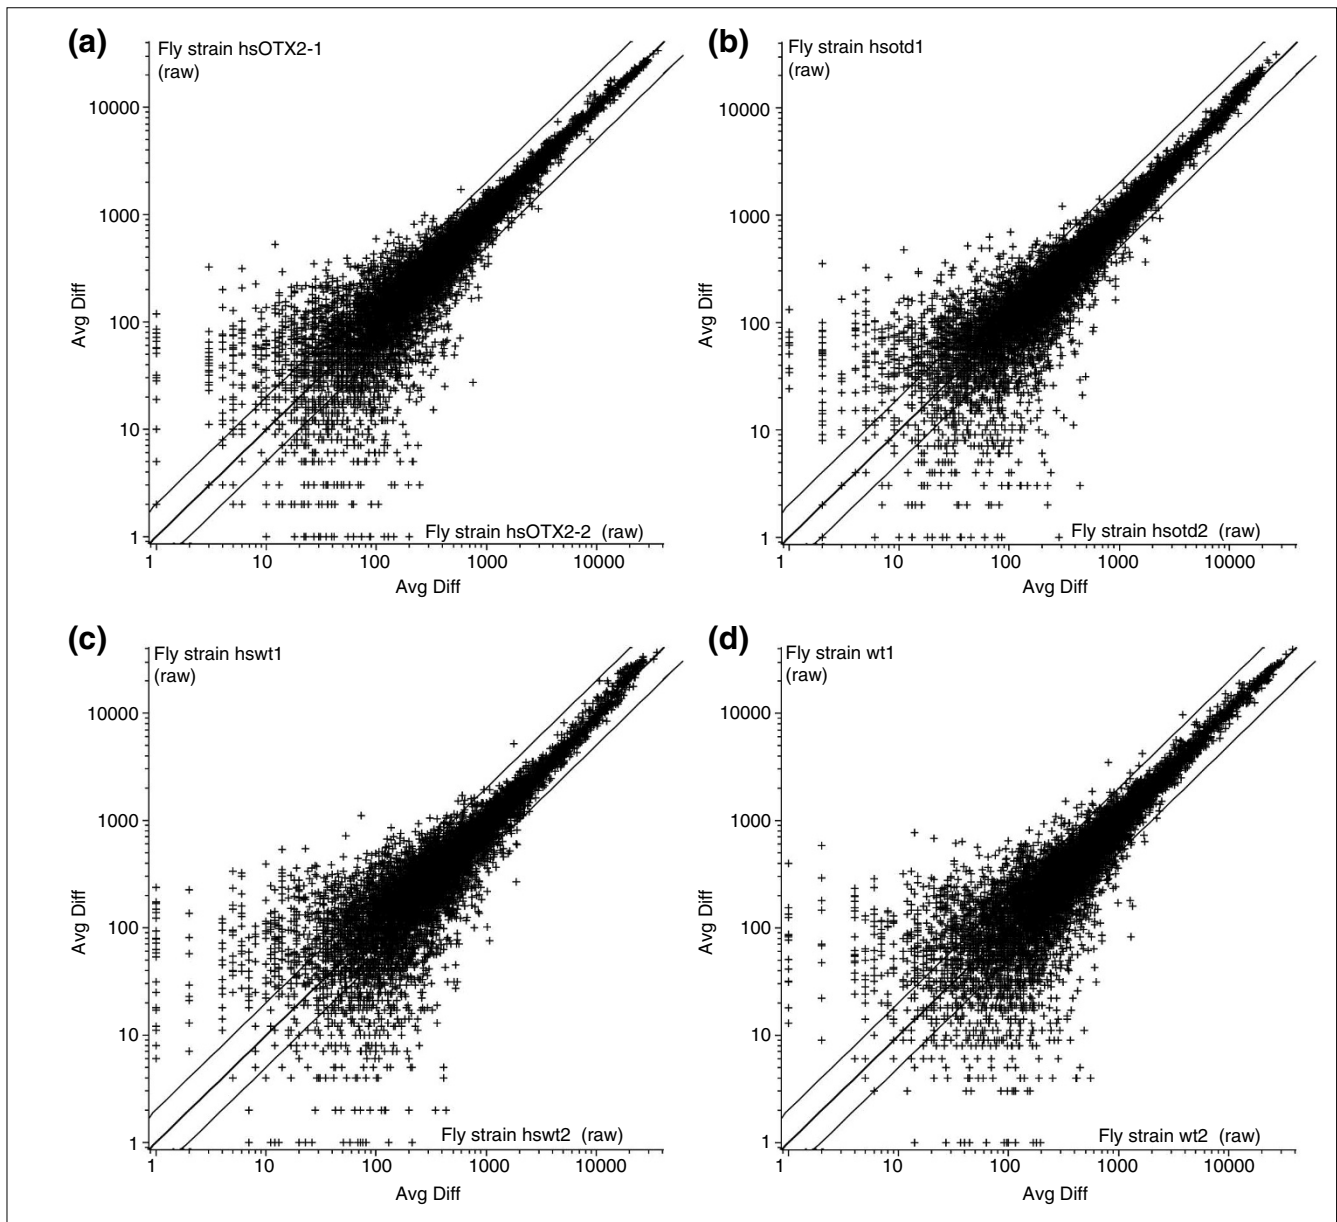 (a)
Fly strain hsOTX2-1
(raw)
10000
1000
100
10
1
Avg Diff
Fly strain hsOTX2-2 (raw)
1 10 100 1000 10000
Avg Diff
(b)
Fly strain hsotd1
(raw)
10000
1000
100
10
1
Avg Diff
Fly strain hsotd2 (raw)
1 10 100 1000 10000
Avg Diff
(c)
Fly strain hswt1
(raw)
10000
1000
100
10
1
Avg Diff
Fly strain hswt2 (raw)
1 10 100 1000 10000
Avg Diff
(d)
Fly strain wt1
(raw)
10000
1000
100
10
1
Avg Diff
Fly strain wt2 (raw)
1 10 100 1000 10000
Avg Diff